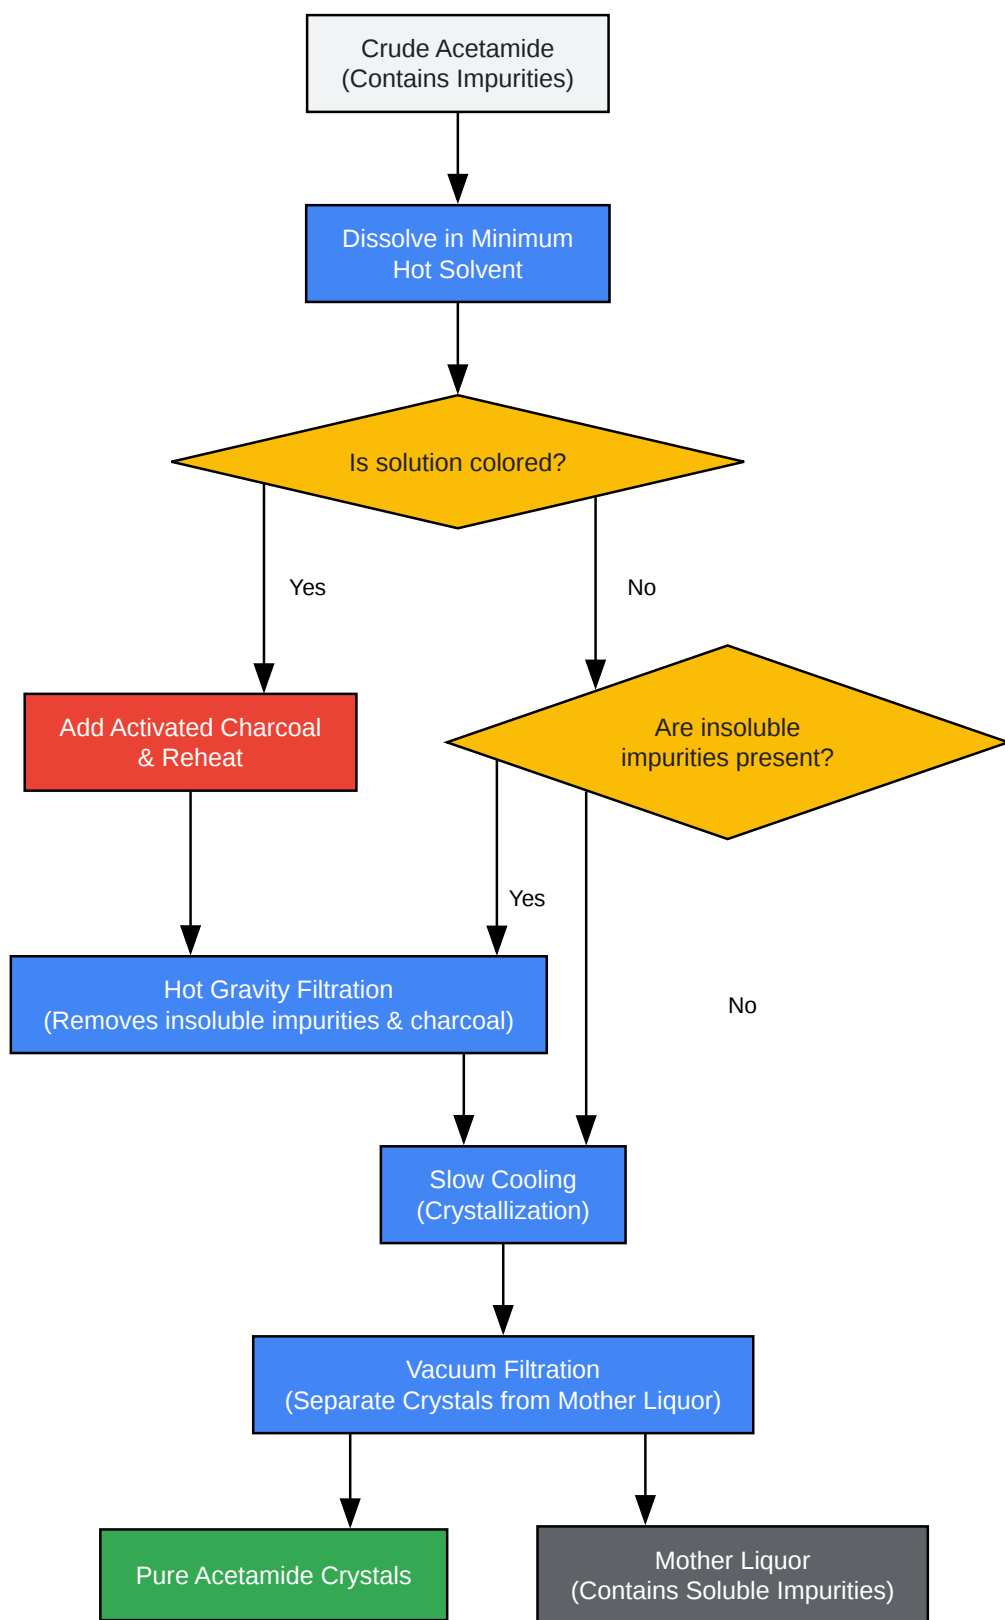 Crude Acetamide
(Contains Impurities)
Dissolve in Minimum
Hot Solvent
Is solution colored?
Yes
No
Add Activated Charcoal
& Reheat
Are insoluble
impurities present?
Yes
Hot Gravity Filtration
(Removes insoluble impurities & charcoal)
No
Slow Cooling
(Crystallization)
Vacuum Filtration
(Separate Crystals from Mother Liquor)
Pure Acetamide Crystals
Mother Liquor
(Contains Soluble Impurities)